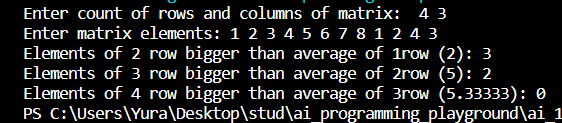 Enter count of rows and columns of matrix:  4 3
Enter matrix elements: 1 2 3 4 5 6 7 8 1 2 4 3
Elements of 2 row bigger than average of 1row (2): 3
Elements of 3 row bigger than average of 2row (5): 2
Elements of 4 row bigger than average of 3row (5.33333): 0
PS C:\Users\Yura\Desktop\stud\ai_programming_playground\ai_1